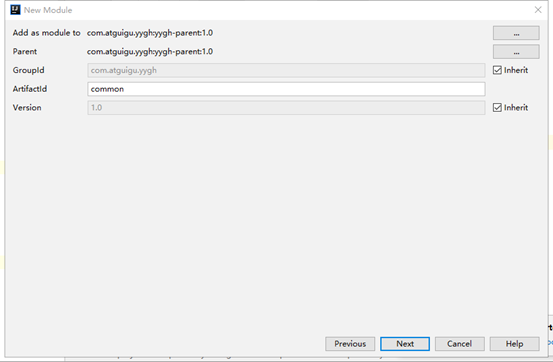 New Module
Add as module to com.atguigu.yygh:yygh-parent:1.0 ...
Parent com.atguigu.yygh:yygh-parent:1.0 ...
GroupId com.atguigu.yygh Inherit
ArtifactId common
Version 1.0 Inherit
Previous Next Cancel Help